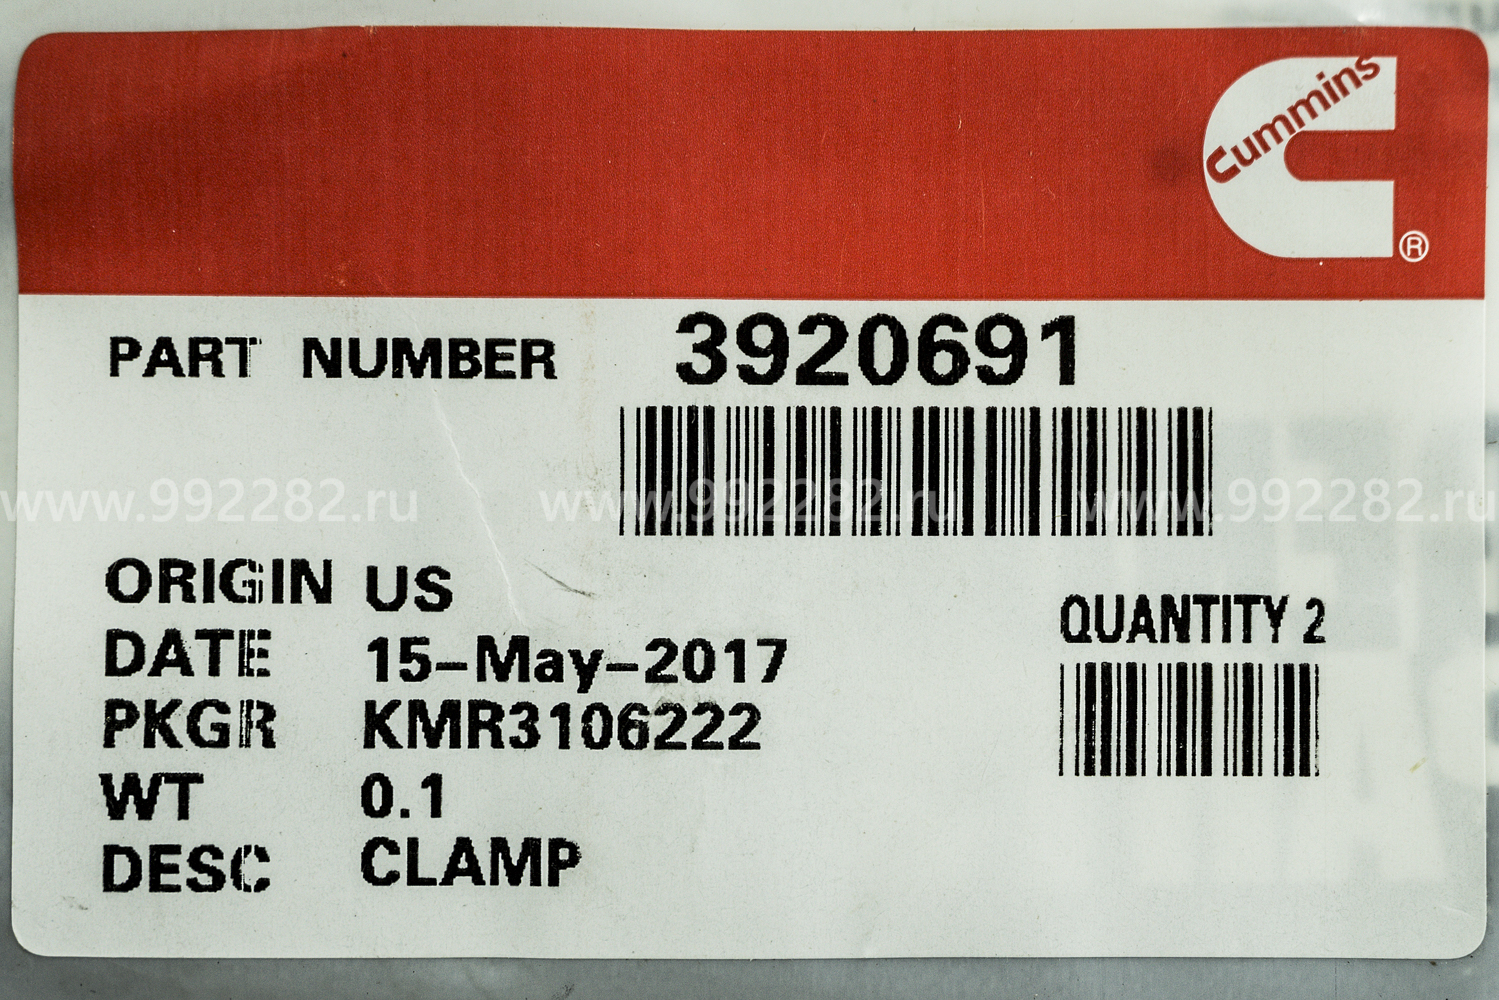 Cummins
®
PART NUMBER 3920691
www.992282.ru www.992282.ru www.992282.ru
ORIGIN US
QUANTITY 2
DATE 15-May-2017
PKGR KMR3106222
WT 0.1
DESC CLAMP